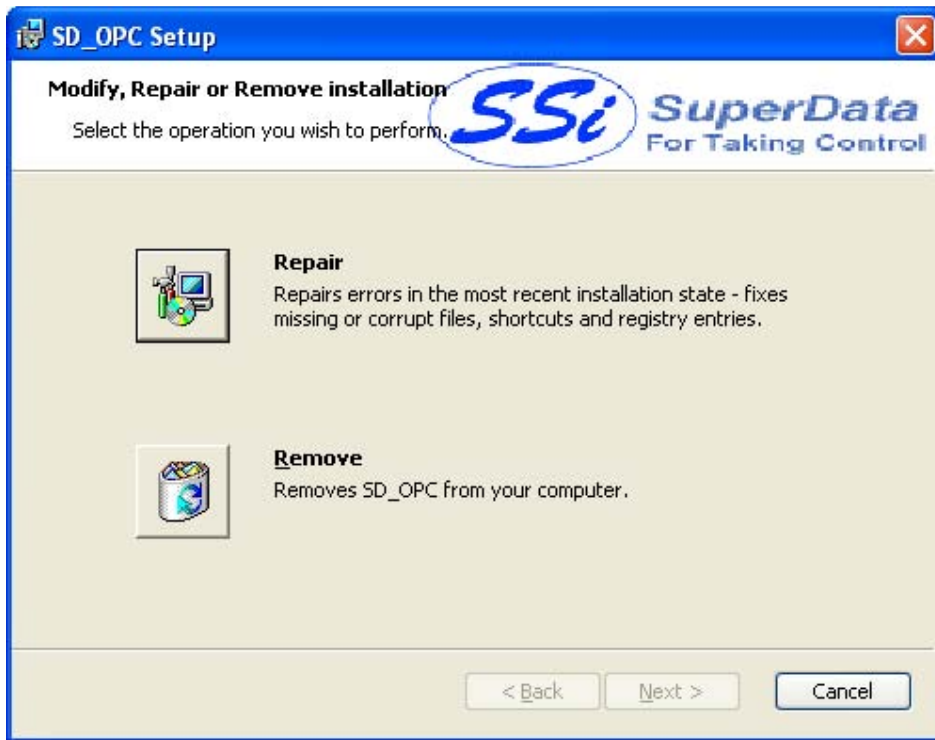 SD_OPC Setup
Modify, Repair or Remove installation
Select the operation you wish to perform.
SSi
SuperData
For Taking Control
Repair
Repairs errors in the most recent installation state - fixes
missing or corrupt files, shortcuts and registry entries.
Remove
Removes SD_OPC from your computer.
< Back
Next >
Cancel